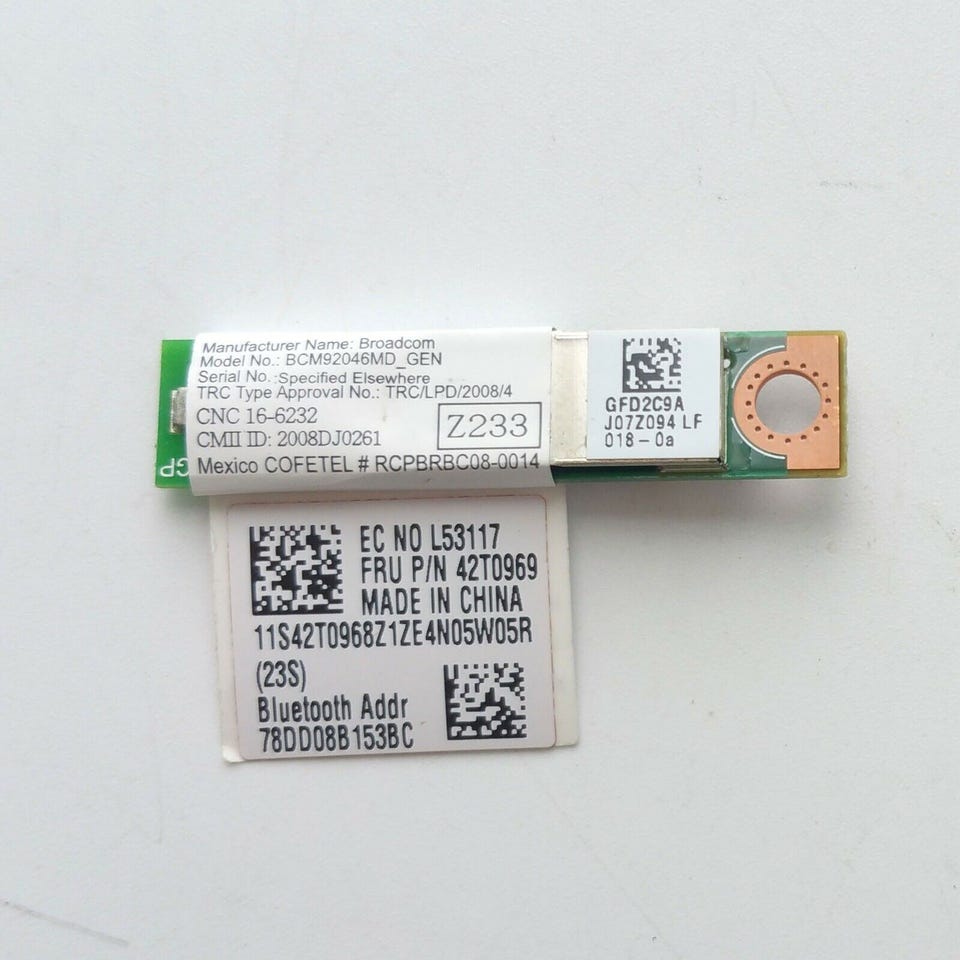 Manufacturer Name: Broadcom
Model No.: BCM92046MD_GEN
Serial No. :Specified Elsewhere
TRC Type Approval No.: TRC/LPD/2008/4
CNC 16-6232
CMII ID: 2008DJ0261
Z233
Mexico COFETEL # RCPBRBC08-0014
GFD2C9A
J07Z094 LF
018-0a
GP
EC NO L53117
FRU P/N 42T0969
MADE IN CHINA
11S42T0968Z1ZE4N05W05R
(23S)
Bluetooth Addr
78DD08B153BC